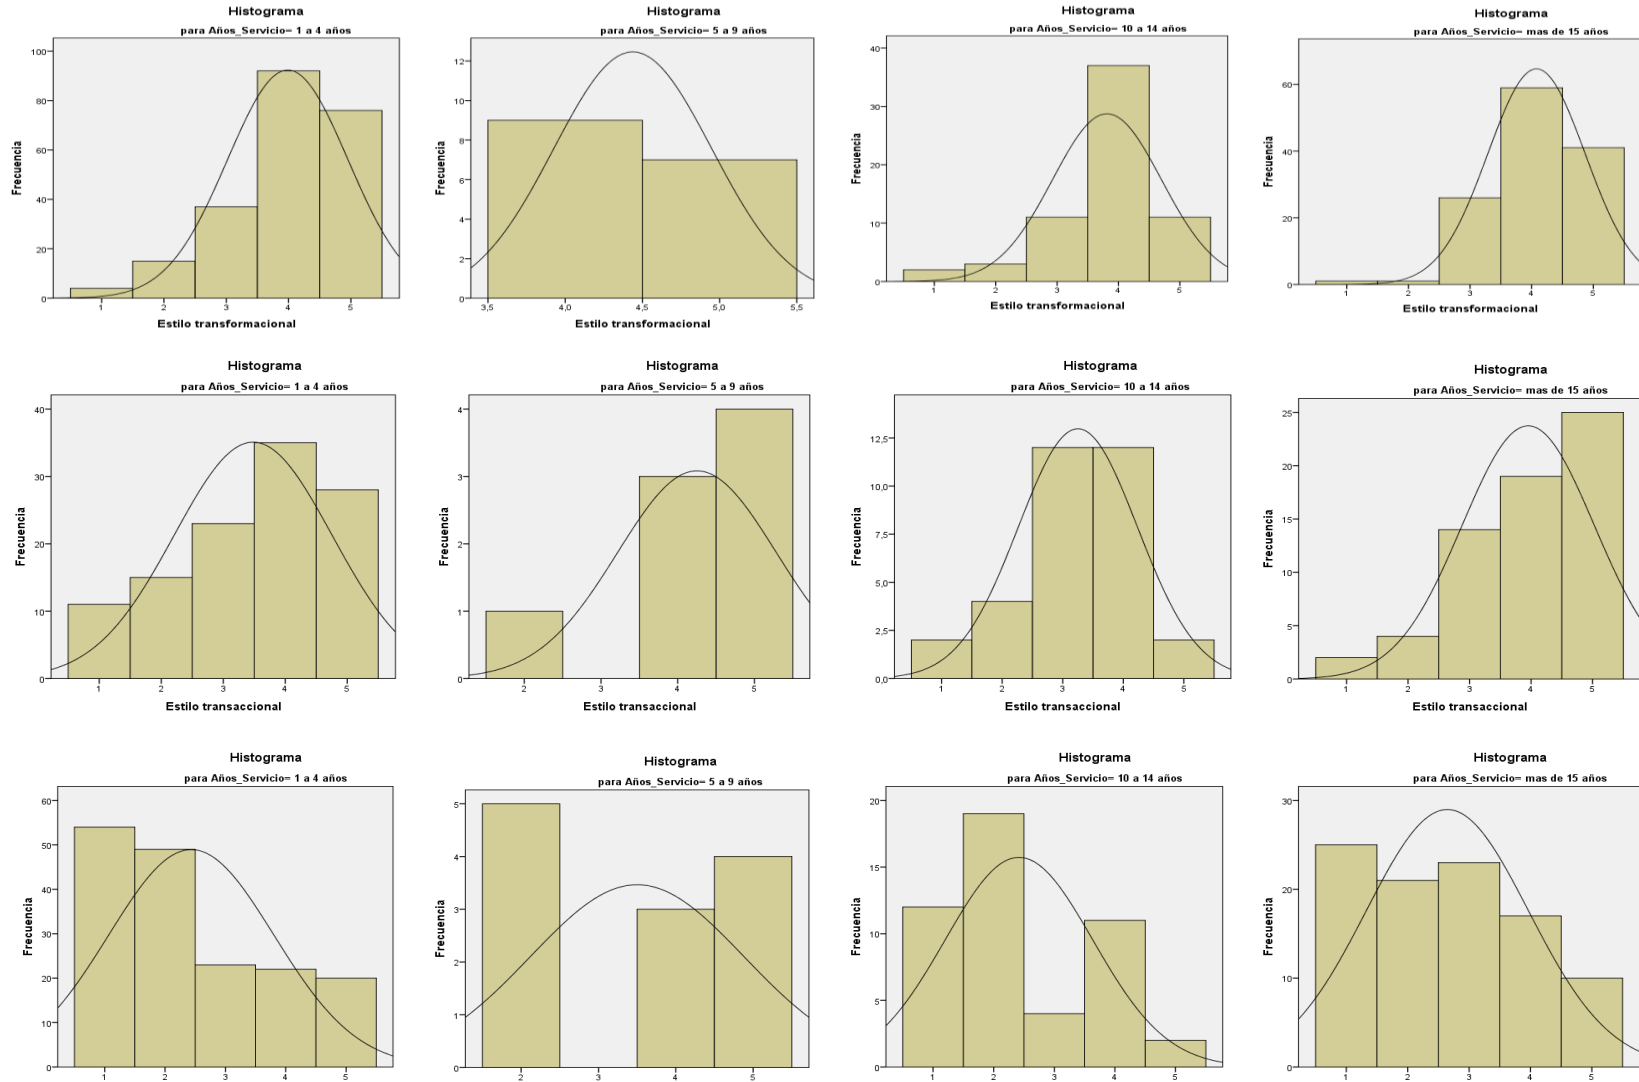 Histograma
para Años_Servicio= 1 a 4 años
Frecuencia
100
80
60
40
20
0
1 2 3 4 5
Estilo transformacional
Histograma
para Años_Servicio= 5 a 9 años
Frecuencia
12
10
8
6
4
2
0
3,5 4,0 4,5 5,0 5,5
Estilo transformacional
Histograma
para Años_Servicio= 10 a 14 años
Frecuencia
40
30
20
10
0
1 2 3 4 5
Estilo transformacional
Histograma
para Años_Servicio= mas de 15 años
Frecuencia
60
40
20
0
1 2 3 4 5
Estilo transformacional
Histograma
para Años_Servicio= 1 a 4 años
Frecuencia
40
30
20
10
0
1 2 3 4 5
Estilo transaccional
Histograma
para Años_Servicio= 5 a 9 años
Frecuencia
4
3
2
1
0
2 3 4 5
Estilo transaccional
Histograma
para Años_Servicio= 10 a 14 años
Frecuencia
12,5
10,0
7,5
5,0
2,5
0,0
1 2 3 4 5
Estilo transaccional
Histograma
para Años_Servicio= mas de 15 años
Frecuencia
25
20
15
10
5
0
1 2 3 4 5
Estilo transaccional
Histograma
para Años_Servicio= 1 a 4 años
Frecuencia
60
50
40
30
20
10
0
1 2 3 4 5
Histograma
para Años_Servicio= 5 a 9 años
Frecuencia
5
4
3
2
1
0
2 3 4 5
Histograma
para Años_Servicio= 10 a 14 años
Frecuencia
20
15
10
5
0
1 2 3 4 5
Histograma
para Años_Servicio= mas de 15 años
Frecuencia
30
20
10
0
1 2 3 4 5